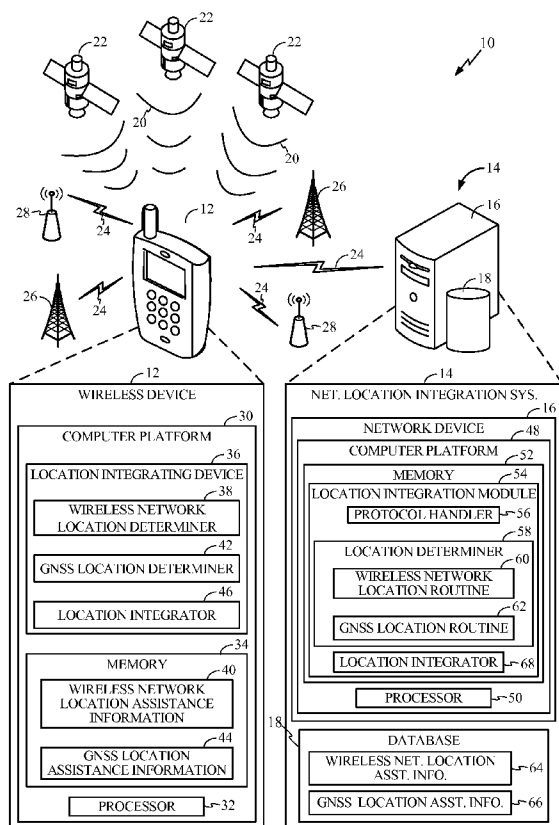 22
22
22
10
20
20
14
16
12
26
28
24
24
24
18
26
24
24
28
12
WIRELESS DEVICE
30
COMPUTER PLATFORM
36
LOCATION INTEGRATING DEVICE
38
WIRELESS NETWORK
LOCATION DETERMINER
42
GNSS LOCATION DETERMINER
46
LOCATION INTEGRATOR
34
MEMORY
40
WIRELESS NETWORK
LOCATION ASSISTANCE
INFORMATION
44
GNSS LOCATION
ASSISTANCE INFORMATION
PROCESSOR
32
14
NET. LOCATION INTEGRATION SYS.
16
NETWORK DEVICE
48
COMPUTER PLATFORM
52
MEMORY
54
LOCATION INTEGRATION MODULE
PROTOCOL HANDLER
56
58
LOCATION DETERMINER
60
WIRELESS NETWORK
LOCATION ROUTINE
62
GNSS LOCATION ROUTINE
LOCATION INTEGRATOR
68
PROCESSOR
50
18
DATABASE
WIRELESS NET. LOCATION
ASST. INFO.
64
GNSS LOCATION ASST. INFO.
66